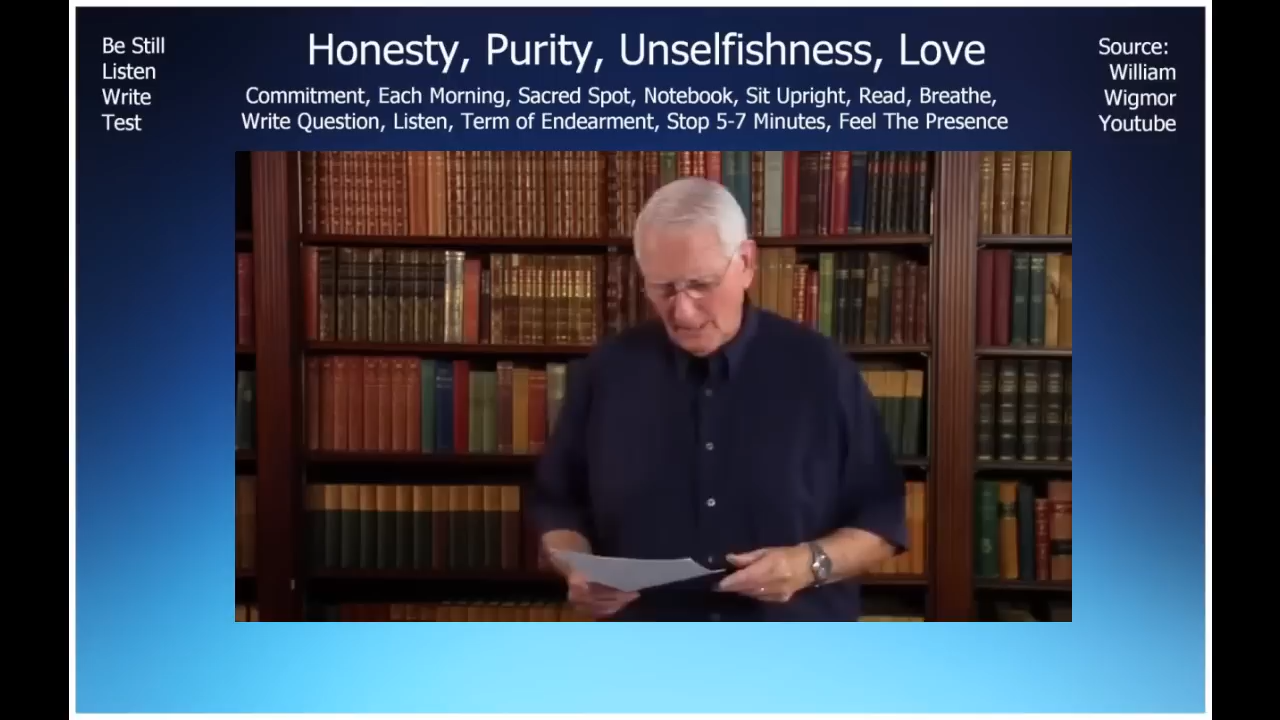 Be Still
Listen
Write
Test
Honesty, Purity, Unselfishness, Love
Commitment, Each Morning, Sacred Spot, Notebook, Sit Upright, Read, Breathe,
Write Question, Listen, Term of Endearment, Stop 5-7 Minutes, Feel The Presence
Source:
William
Wigmor
Youtube